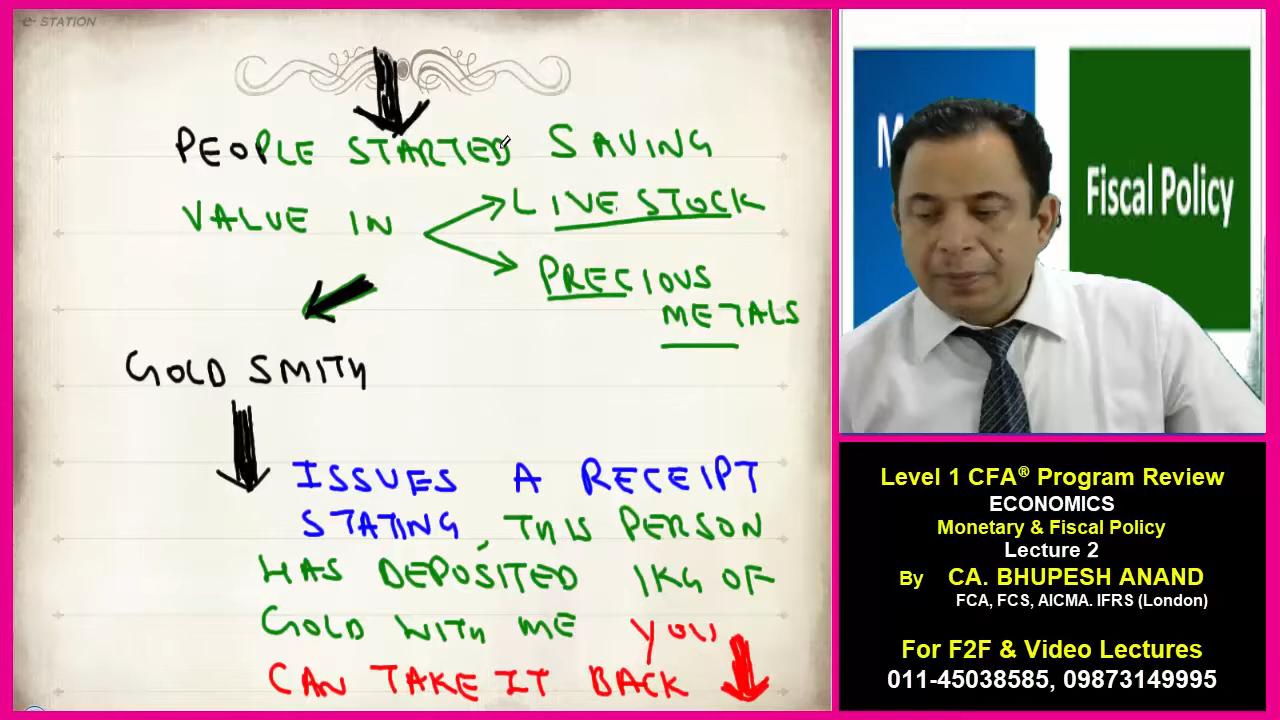 e-STATION
PEOPLE STARTED SAVING
VALUE IN
LIVE STOCK
PRECIOUS
METALS
GOLD SMITH
ISSUES A RECEIPT
STATING, THIS PERSON
HAS DEPOSITED 1KG OF
GOLD WITH ME YOU
CAN TAKE IT BACK
Fiscal Policy
Level 1 CFA® Program Review
ECONOMICS
Monetary & Fiscal Policy
Lecture 2
By CA. BHUPESH ANAND
FCA, FCS, AICMA. IFRS (London)
For F2F & Video Lectures
011-45038585, 09873149995